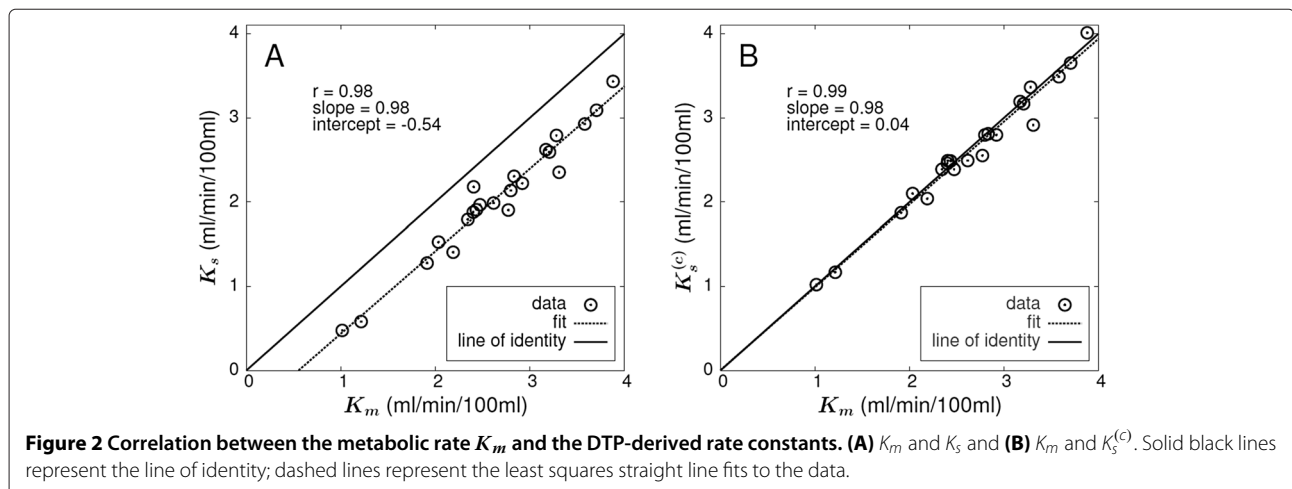 A
r = 0.98
slope = 0.98
intercept = -0.54
4
3
2
1
0
K_s (ml/min/100ml)
data
fit
line of identity
0 1 2 3 4
K_m (ml/min/100ml)
B
r = 0.99
slope = 0.98
intercept = 0.04
4
3
2
1
0
K_s^(c) (ml/min/100ml)
data
fit
line of identity
0 1 2 3 4
K_m (ml/min/100ml)
Figure 2 Correlation between the metabolic rate K_m and the DTP-derived rate constants. (A) K_m and K_s and (B) K_m and K_s^(c). Solid black lines
represent the line of identity; dashed lines represent the least squares straight line fits to the data.